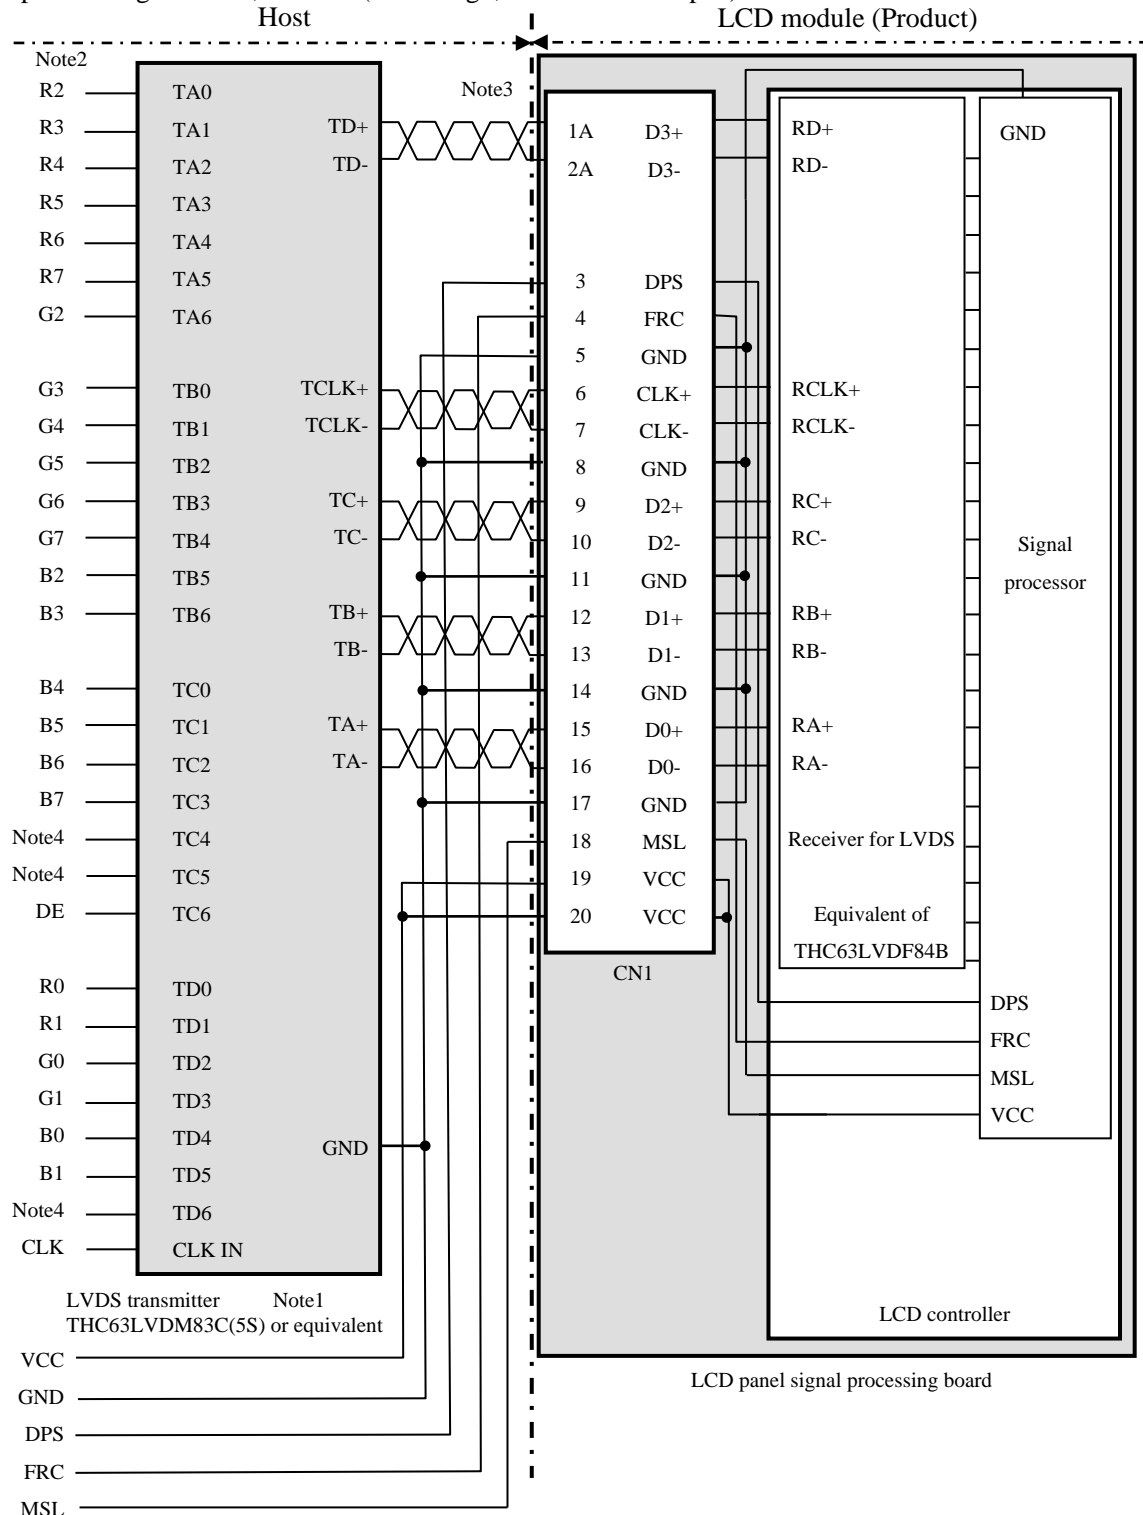 Host
LCD module (Product)
Note2
R2
R3
R4
R5
R6
R7
G2
G3
G4
G5
G6
G7
B2
B3
B4
B5
B6
B7
Note4
Note4
DE
R0
R1
G0
G1
B0
B1
Note4
CLK
TA0
TA1
TA2
TA3
TA4
TA5
TA6
TB0
TB1
TB2
TB3
TB4
TB5
TB6
TC0
TC1
TC2
TC3
TC4
TC5
TC6
TD0
TD1
TD2
TD3
TD4
TD5
TD6
CLK IN
TD+
TD-
TCLK+
TCLK-
TC+
TC-
TB+
TB-
TA+
TA-
GND
LVDS transmitter Note1
THC63LVDM83C(5S) or equivalent
VCC
GND
DPS
FRC
MSL
Note3
1A D3+
2A D3-
3 DPS
4 FRC
5 GND
6 CLK+
7 CLK-
8 GND
9 D2+
10 D2-
11 GND
12 D1+
13 D1-
14 GND
15 D0+
16 D0-
17 GND
18 MSL
19 VCC
20 VCC
CN1
RD+
RD-
RCLK+
RCLK-
RC+
RC-
RB+
RB-
RA+
RA-
Receiver for LVDS
Equivalent of
THC63LVDF84B
GND
Signal
processor
DPS
FRC
MSL
VCC
LCD controller
LCD panel signal processing board